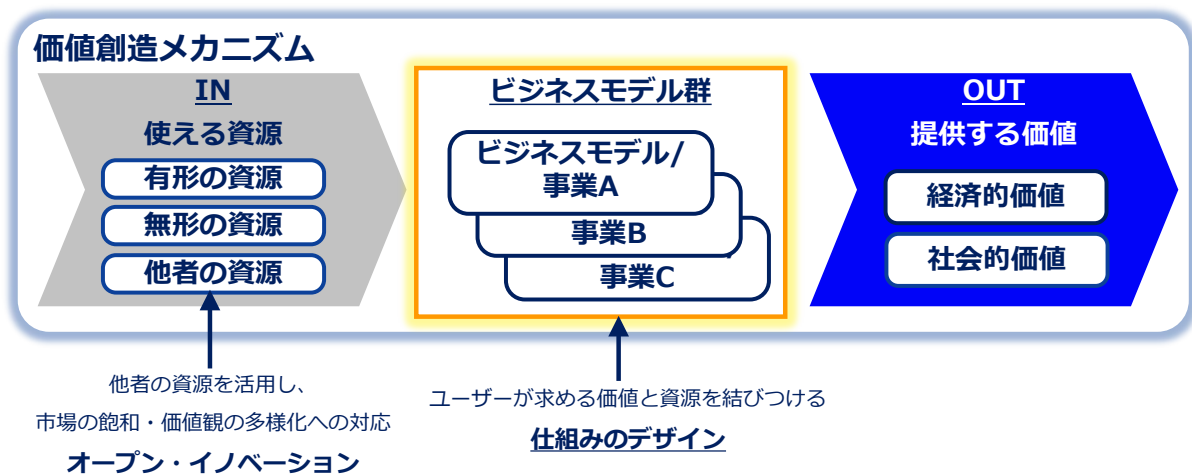 価値創造メカニズム
IN
使える資源
有形の資源
無形の資源
他者の資源
ビジネスモデル群
ビジネスモデル/
事業A
事業B
事業C
OUT
提供する価値
経済的価値
社会的価値
他者の資源を活用し、
市場の飽和・価値観の多様化への対応
オープン・イノベーション
ユーザーが求める価値と資源を結びつける
仕組みのデザイン